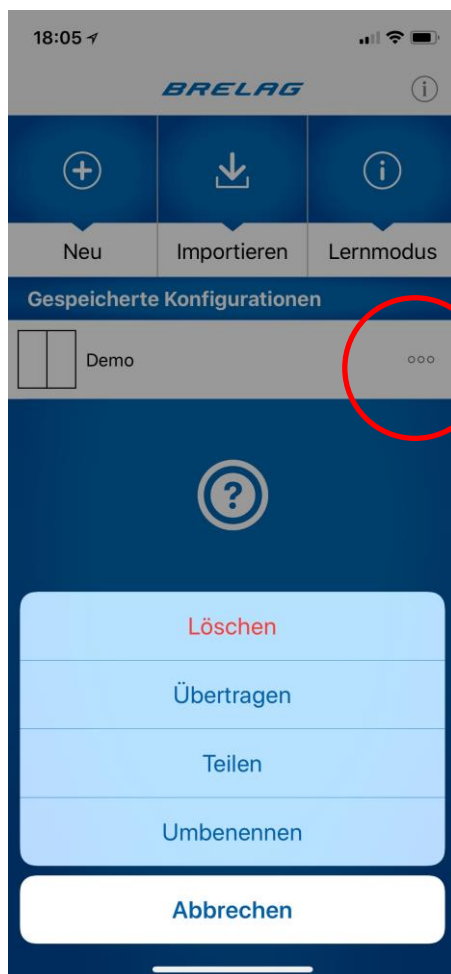 18:05
BRELAG
Neu Importieren Lernmodus
Gespeicherte Konfigurationen
Demo
Löschen
Übertragen
Teilen
Umbenennen
Abbrechen